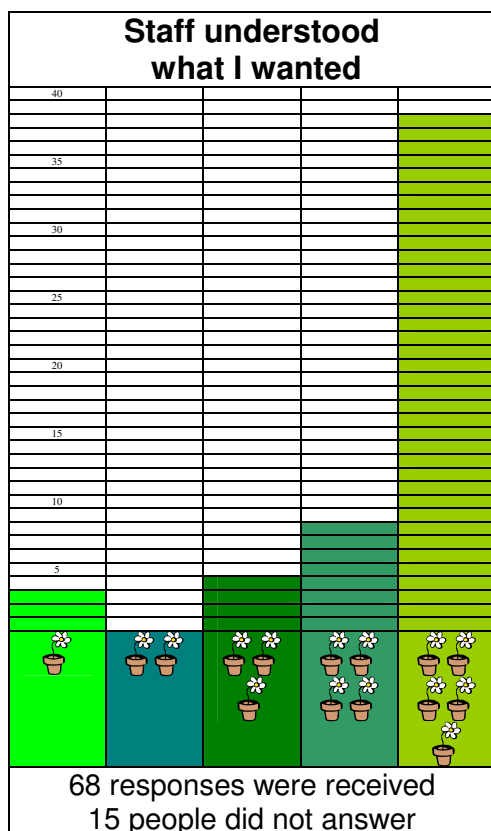 Staff understood
what I wanted
40
35
30
25
20
15
10
5
68 responses were received
15 people did not answer